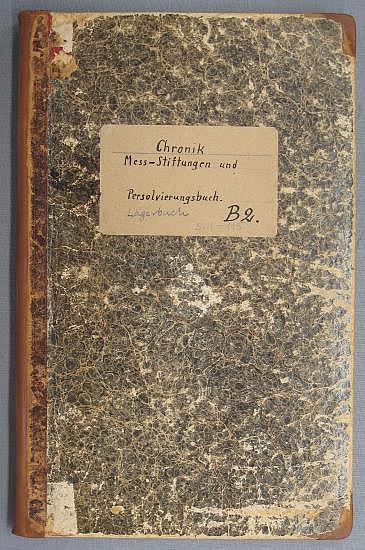 Chronik
Mess-Stiftungen und
Persolvierungsbuch.
Lagerbuch
B2.